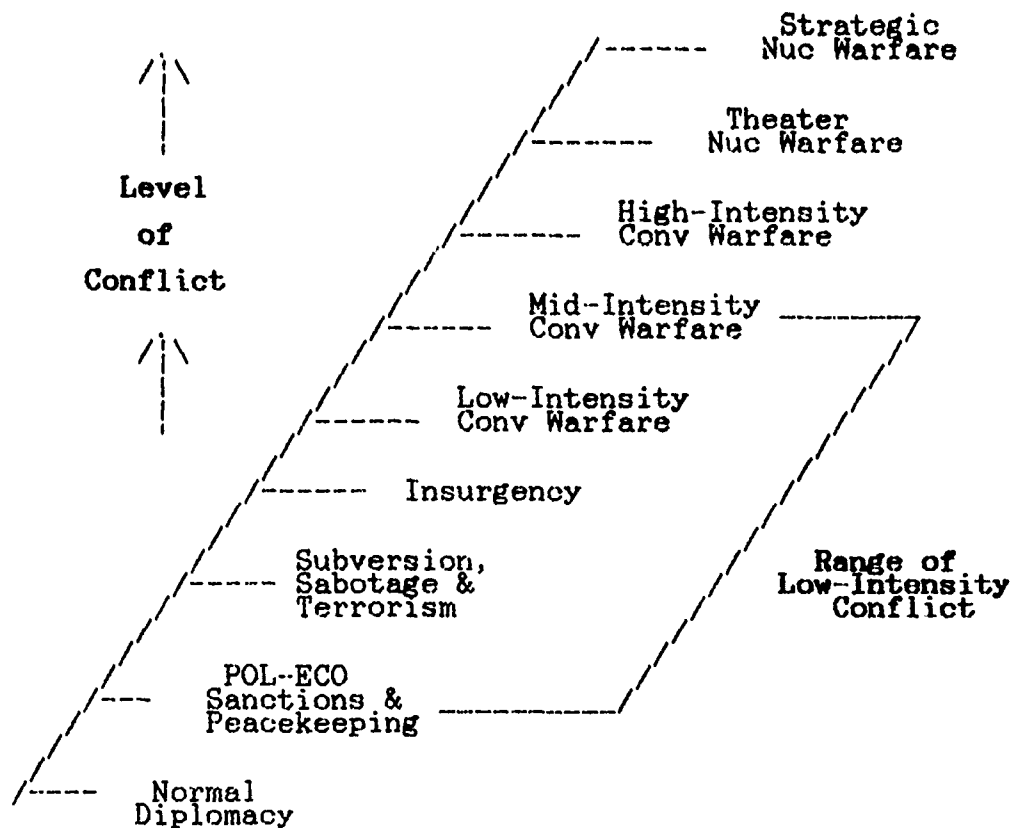 Strategic
Nuc Warfare
Theater
Nuc Warfare
Level
of
Conflict
High-Intensity
Conv Warfare
Mid-Intensity
Conv Warfare
Low-Intensity
Conv Warfare
Insurgency
Subversion,
Sabotage &
Terrorism
Range of
Low-Intensity
Conflict
POL-ECO
Sanctions &
Peacekeeping
Normal
Diplomacy